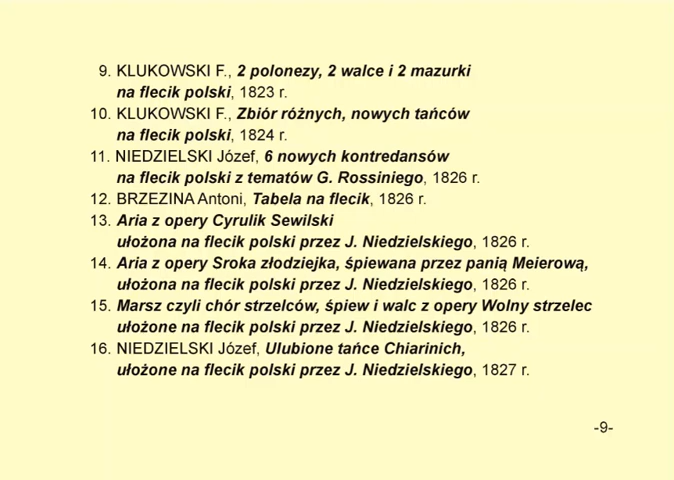 9. KLUKOWSKI F., 2 polonezy, 2 walce i 2 mazurki
na flecik polski, 1823 r.
10. KLUKOWSKI F., Zbiór różnych, nowych tańców
na flecik polski, 1824 r.
11. NIEDZIELSKI Józef, 6 nowych kontredansów
na flecik polski z tematów G. Rossiniego, 1826 r.
12. BRZEZINA Antoni, Tabela na flecik, 1826 r.
13. Aria z opery Cyrulik Sewilski
ułożona na flecik polski przez J. Niedzielskiego, 1826 r.
14. Aria z opery Sroka złodziejka, śpiewana przez panią Meierową,
ułożona na flecik polski przez J. Niedzielskiego, 1826 r.
15. Marsz czyli chór strzelców, śpiew i walc z opery Wolny strzelec
ułożone na flecik polski przez J. Niedzielskiego, 1826 r.
16. NIEDZIELSKI Józef, Ulubione tańce Chiarinich,
ułożone na flecik polski przez J. Niedzielskiego, 1827 r.
-9-